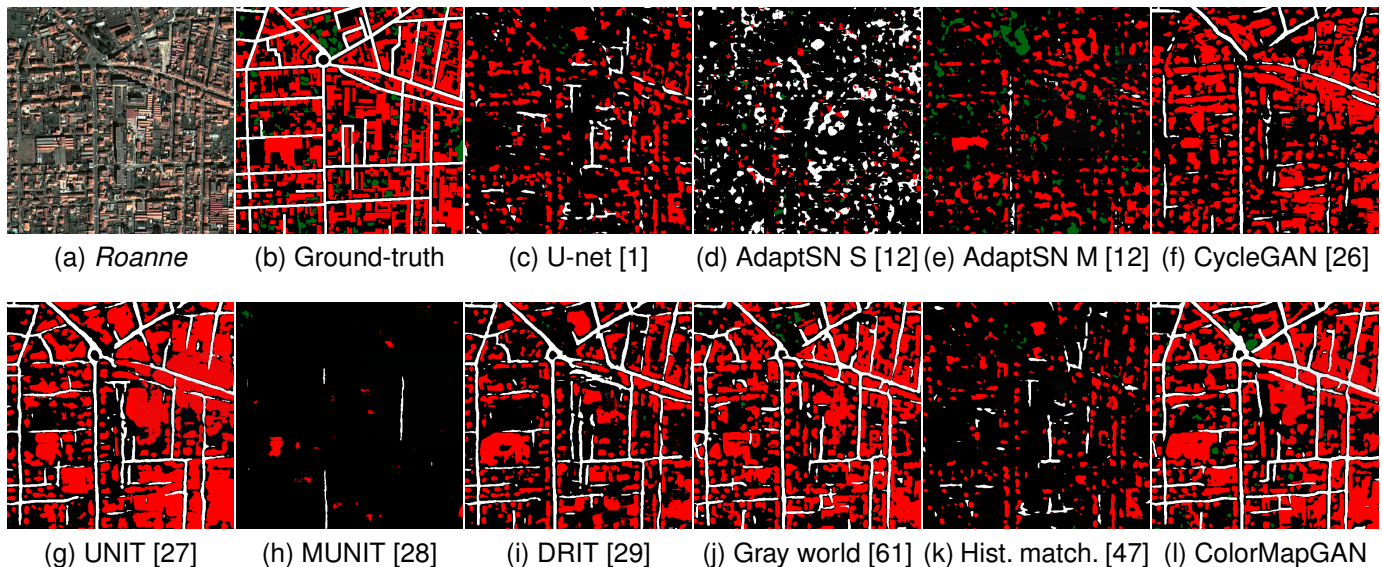 (a) Roanne
(b) Ground-truth
(c) U-net [1]
(d) AdaptSN S [12]
(e) AdaptSN M [12]
(f) CycleGAN [26]
(g) UNIT [27]
(h) MUNIT [28]
(i) DRIT [29]
(j) Gray world [61]
(k) Hist. match. [47]
(l) ColorMapGAN